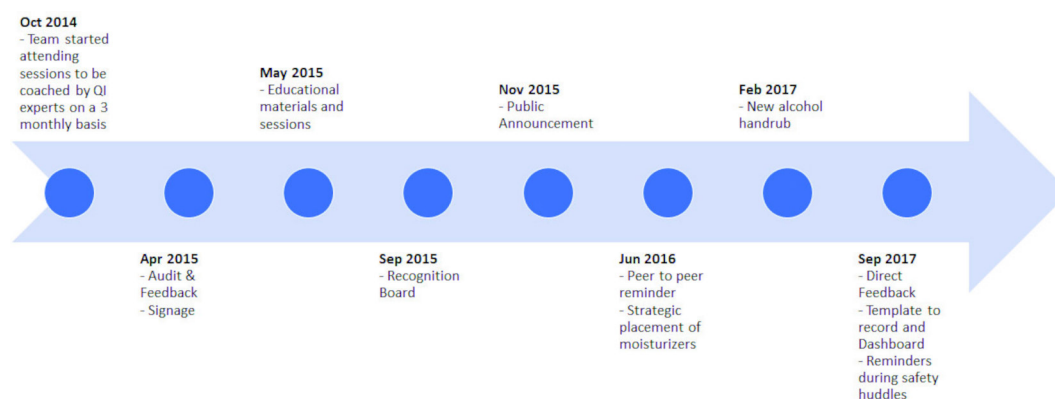 Oct 2014
- Team started
attending
sessions to be
coached by QI
experts on a 3
monthly basis
Apr 2015
- Audit &
Feedback
- Signage
May 2015
- Educational
materials and
sessions
Sep 2015
- Recognition
Board
Nov 2015
- Public
Announcement
Jun 2016
- Peer to peer
reminder
- Strategic
placement of
moisturizers
Feb 2017
- New alcohol
handrub
Sep 2017
- Direct
Feedback
- Template to
record and
Dashboard
- Reminders
during safety
huddles